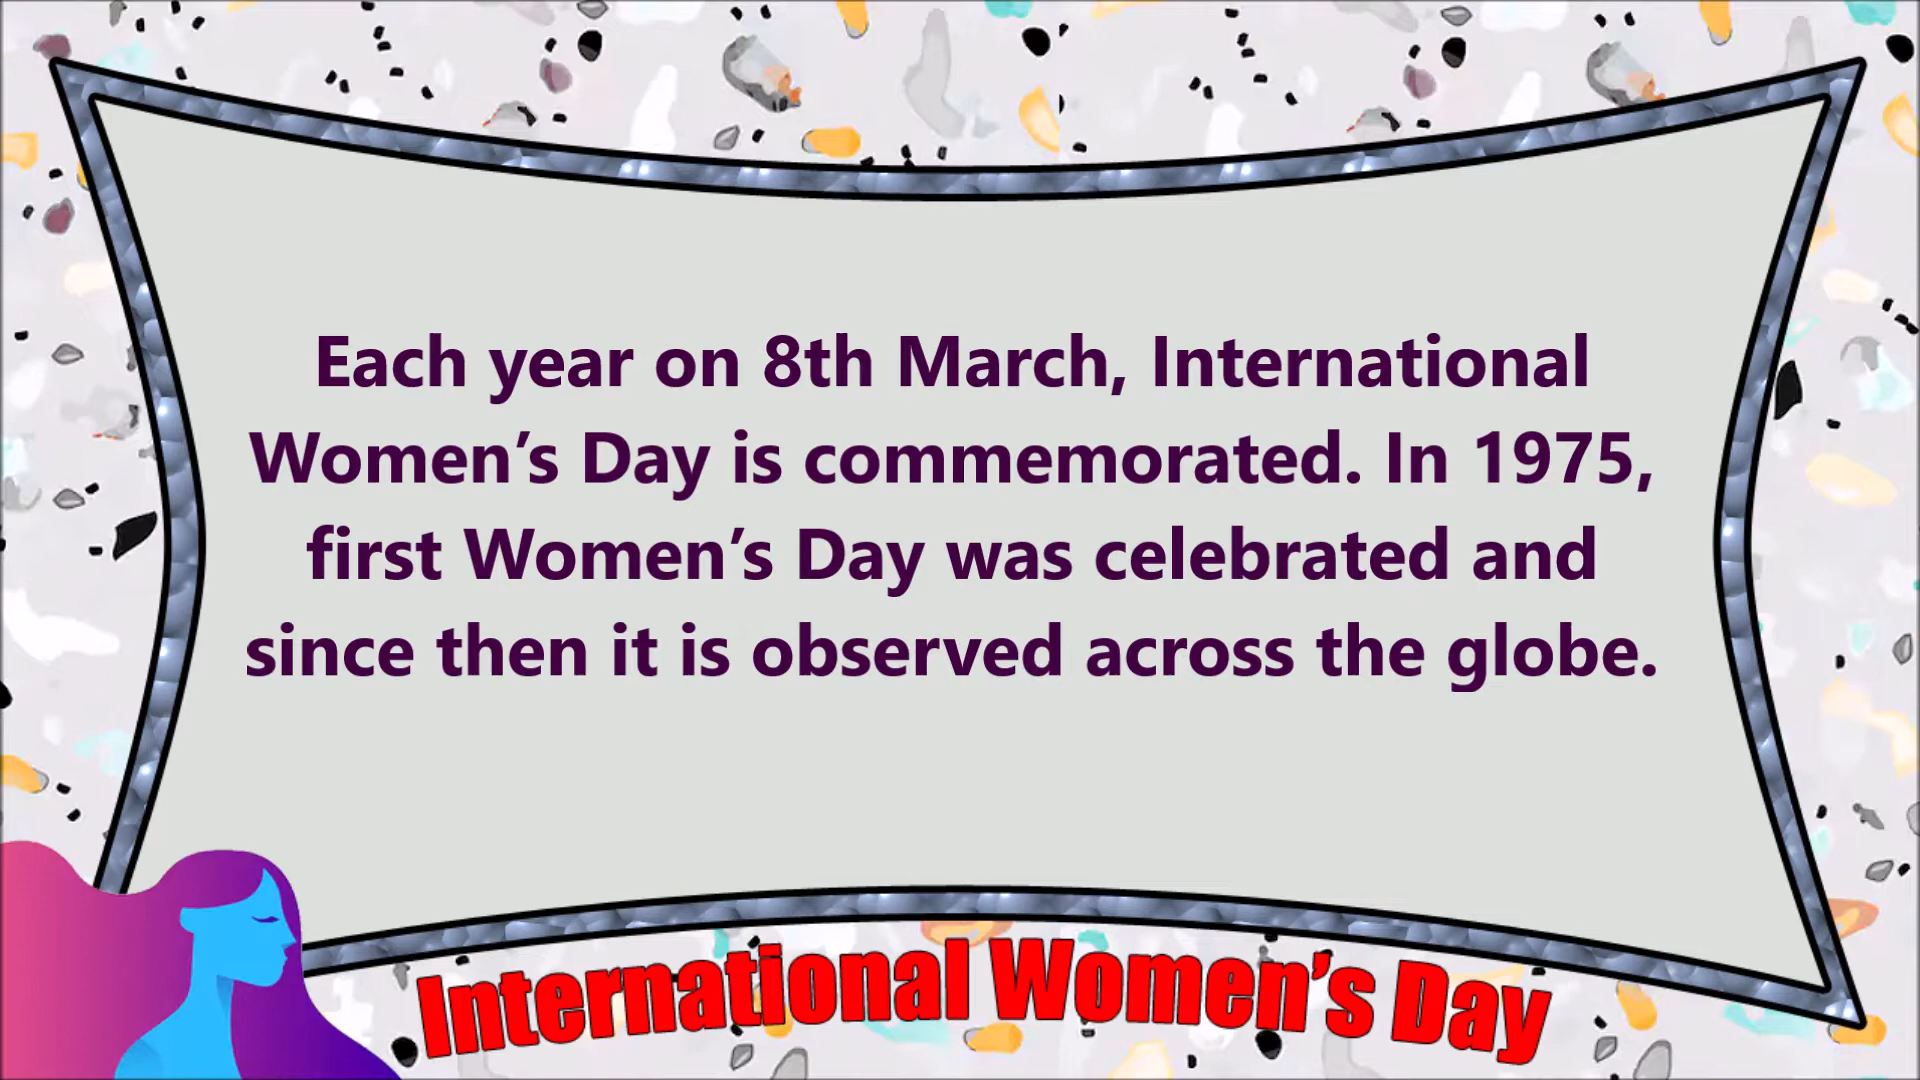 Each year on 8th March, International
Women’s Day is commemorated. In 1975,
first Women’s Day was celebrated and
since then it is observed across the globe.
International Women’s Day